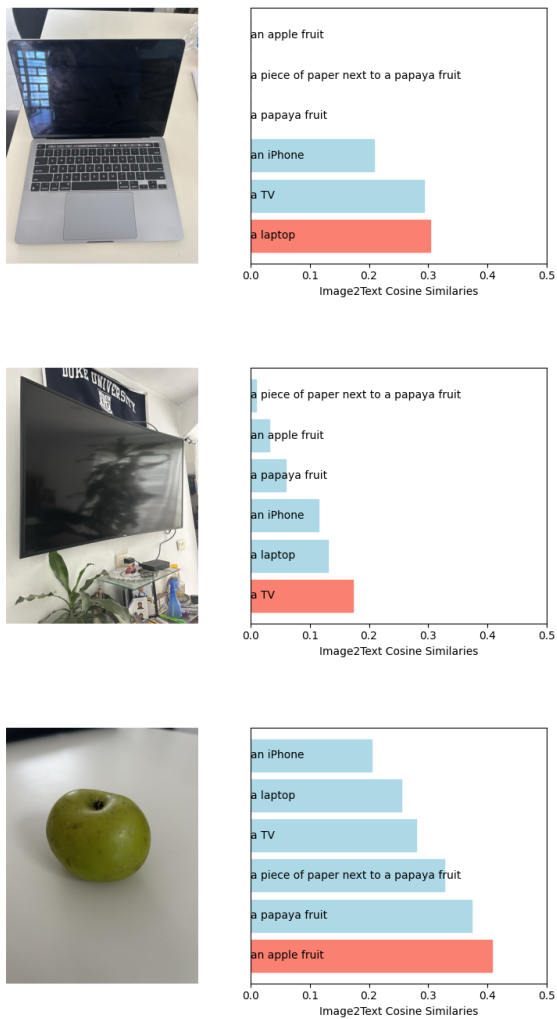 an apple fruit
a piece of paper next to a papaya fruit
a papaya fruit
an iPhone
a TV
a laptop
0.0 0.1 0.2 0.3 0.4 0.5
Image2Text Cosine Similaries
DUKE UNIVERSITY
a piece of paper next to a papaya fruit
an apple fruit
a papaya fruit
an iPhone
a laptop
a TV
0.0 0.1 0.2 0.3 0.4 0.5
Image2Text Cosine Similaries
an iPhone
a laptop
a TV
a piece of paper next to a papaya fruit
a papaya fruit
an apple fruit
0.0 0.1 0.2 0.3 0.4 0.5
Image2Text Cosine Similaries